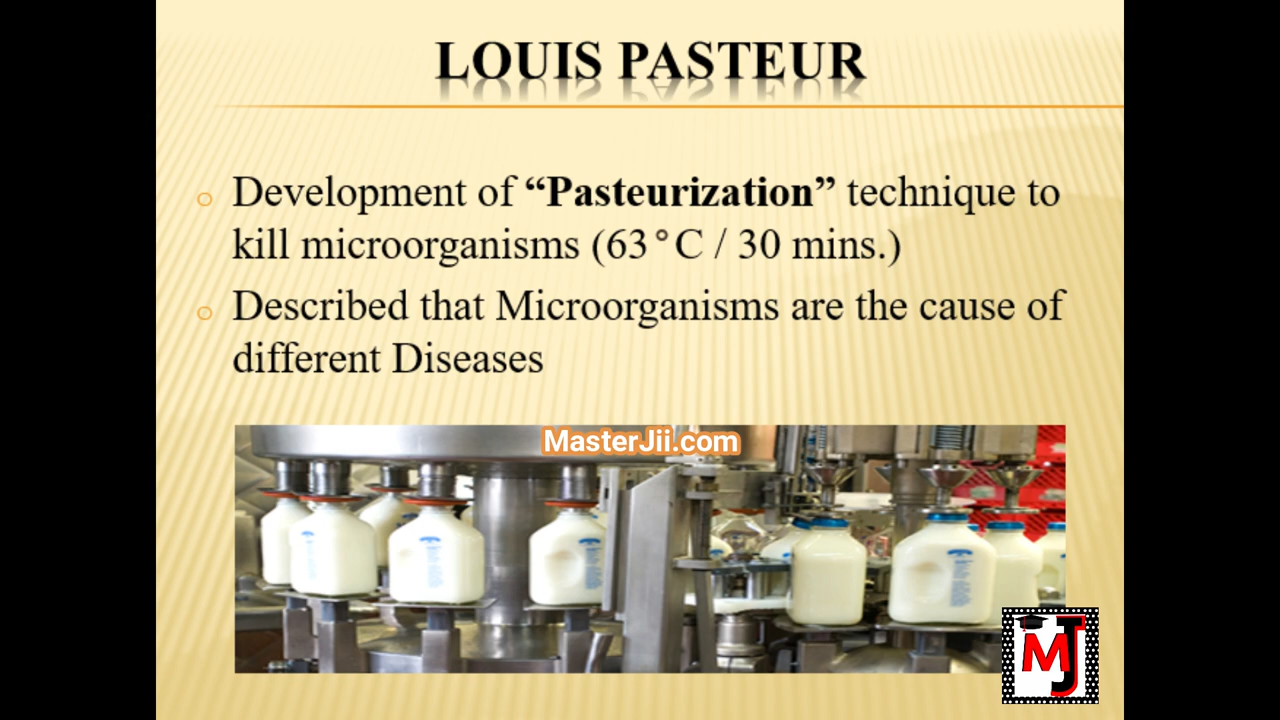 LOUIS PASTEUR
Development of “Pasteurization” technique to
kill microorganisms (63°C / 30 mins.)
Described that Microorganisms are the cause of
different Diseases
MasterJii.com
MJ